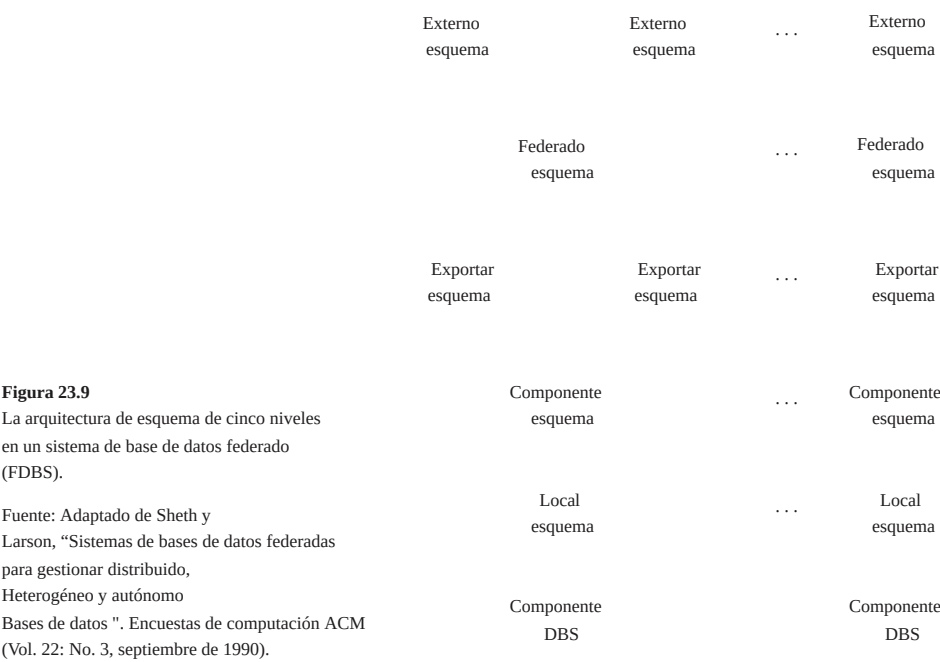 Externo Externo . . . Externo
esquema esquema esquema
Federado . . . Federado
esquema esquema
Exportar Exportar . . . Exportar
esquema esquema esquema
Figura 23.9
La arquitectura de esquema de cinco niveles
en un sistema de base de datos federado
(FDBS).
Fuente: Adaptado de Sheth y
Larson, “Sistemas de bases de datos federadas
para gestionar distribuido,
Heterogéneo y autónomo
Bases de datos ". Encuestas de computación ACM
(Vol. 22: No. 3, septiembre de 1990).
Componente . . . Componente
esquema esquema
Local . . . Local
esquema esquema
Componente Componente
DBS DBS